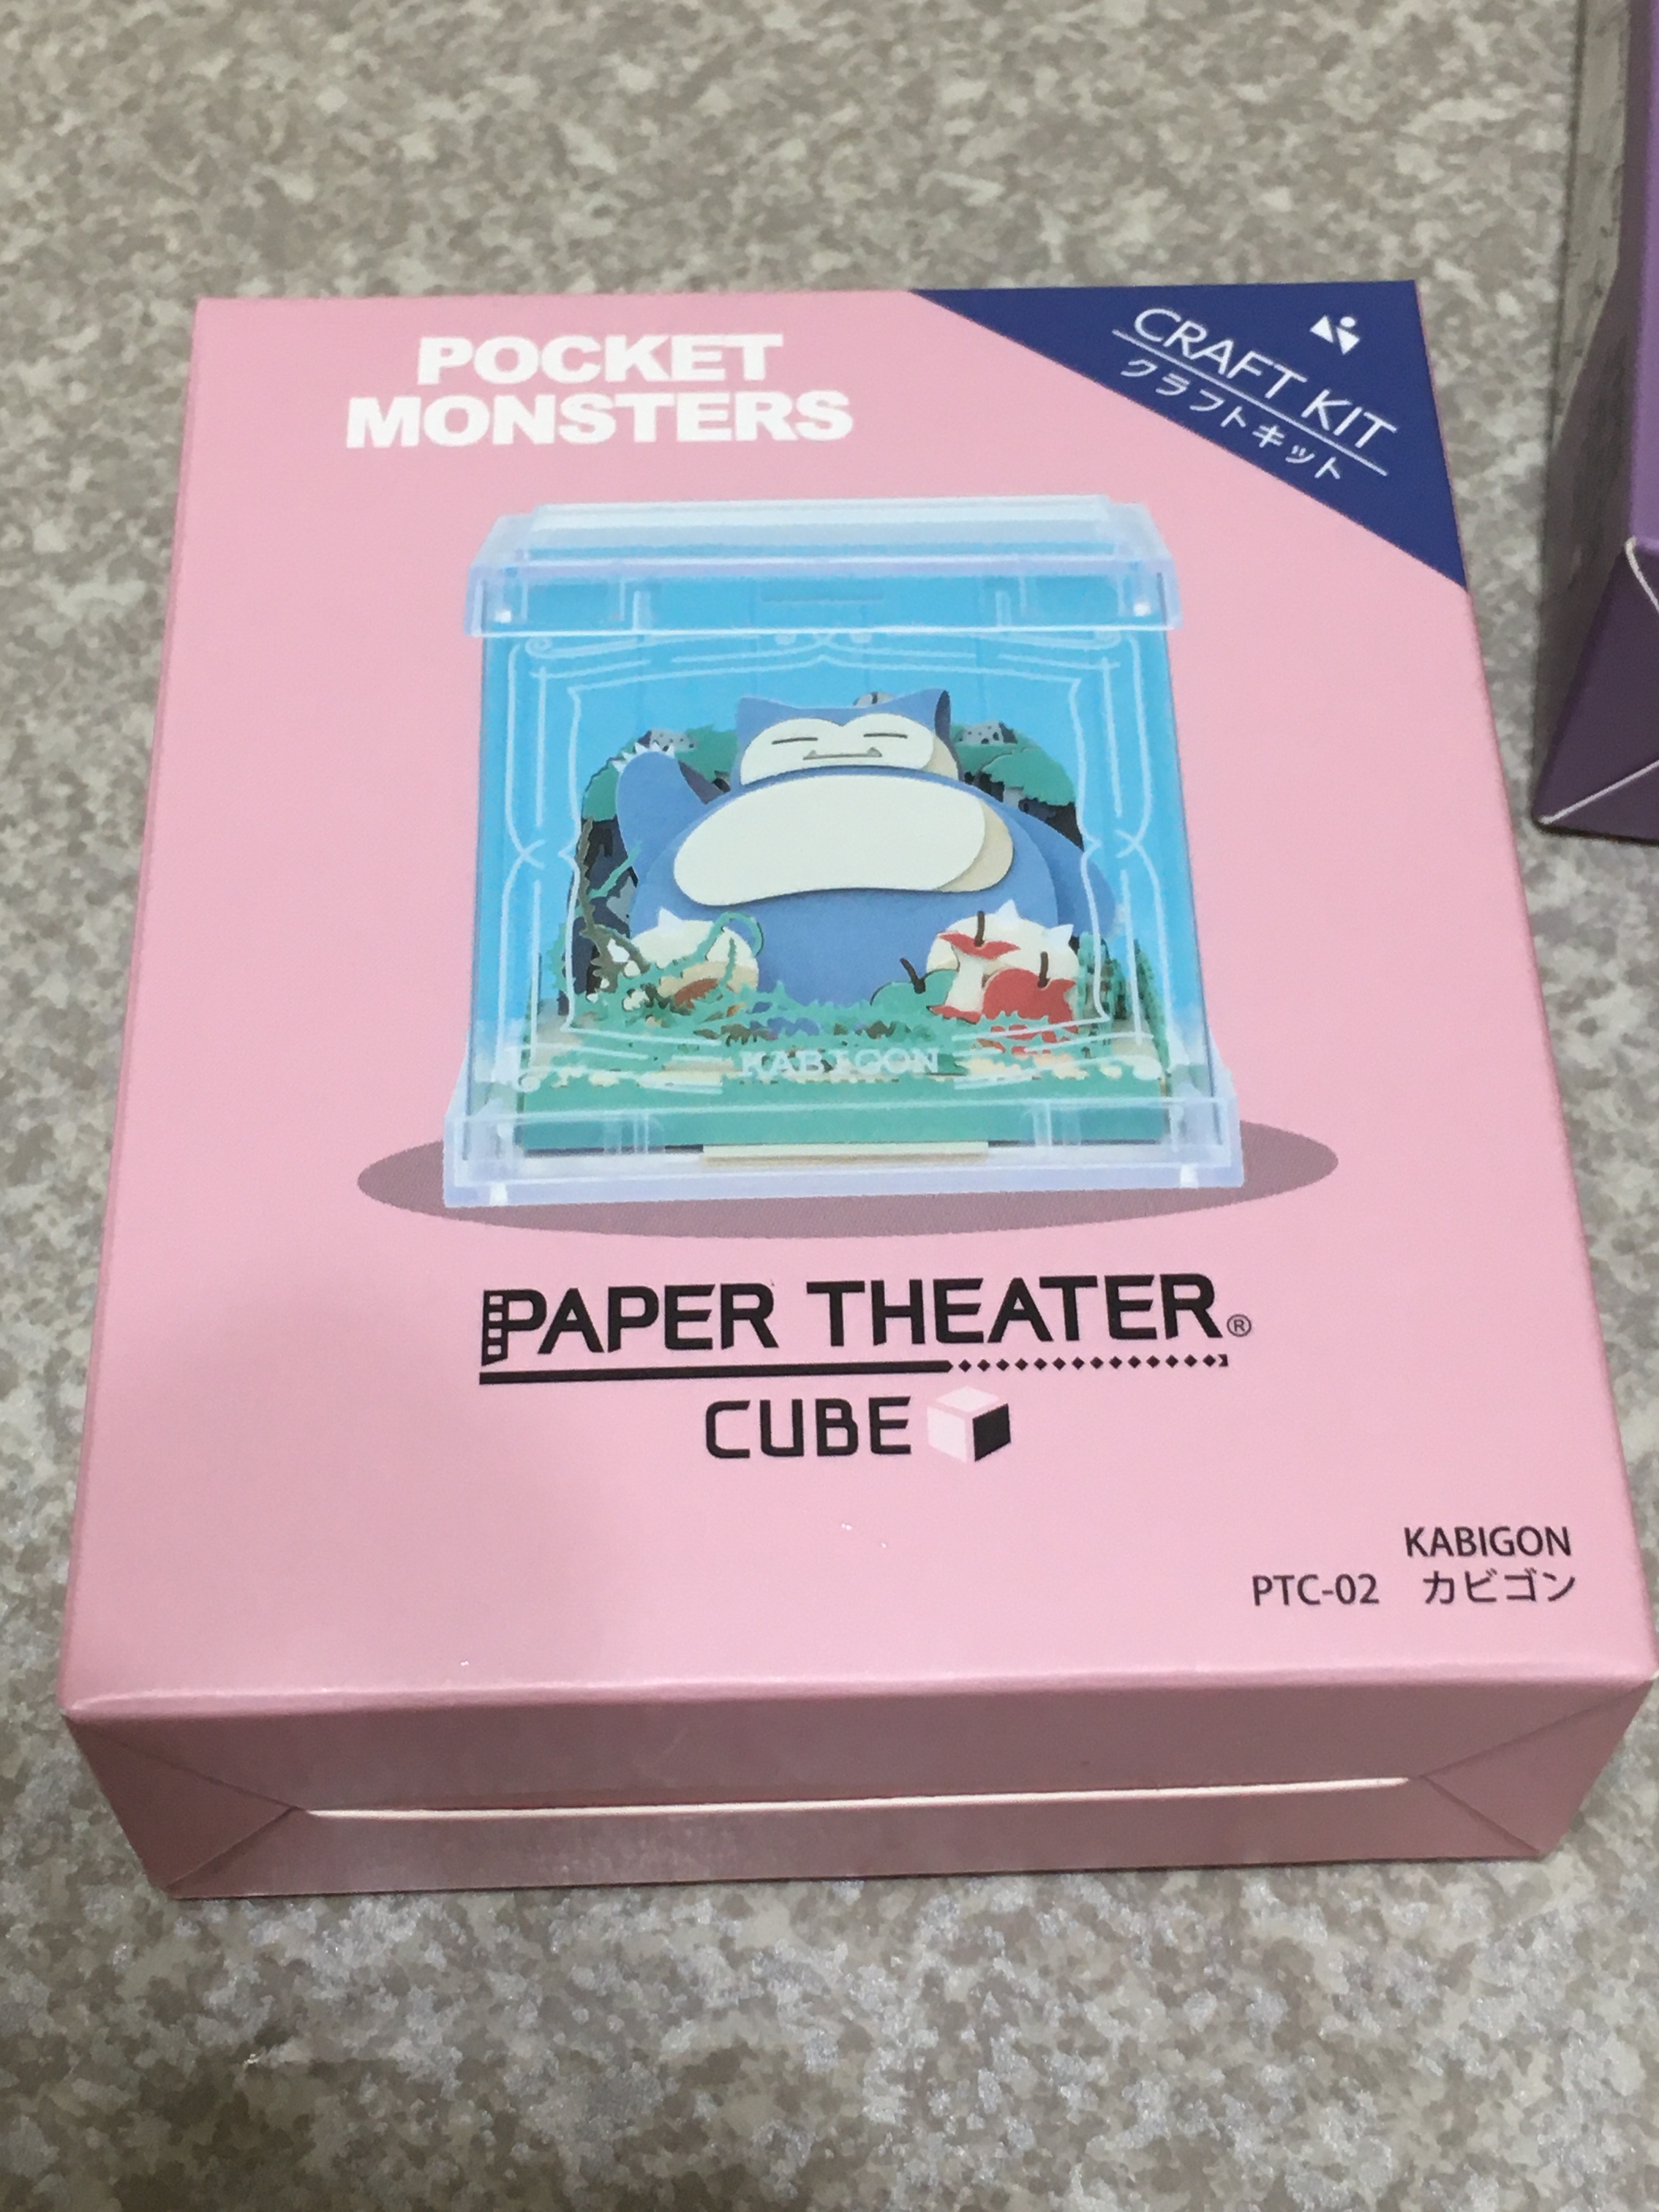 POCKET
MONSTERS
CRAFT KIT
クラフトキット
KABIGON
PAPER THEATER®
CUBE
KABIGON
PTC-02 カビゴン